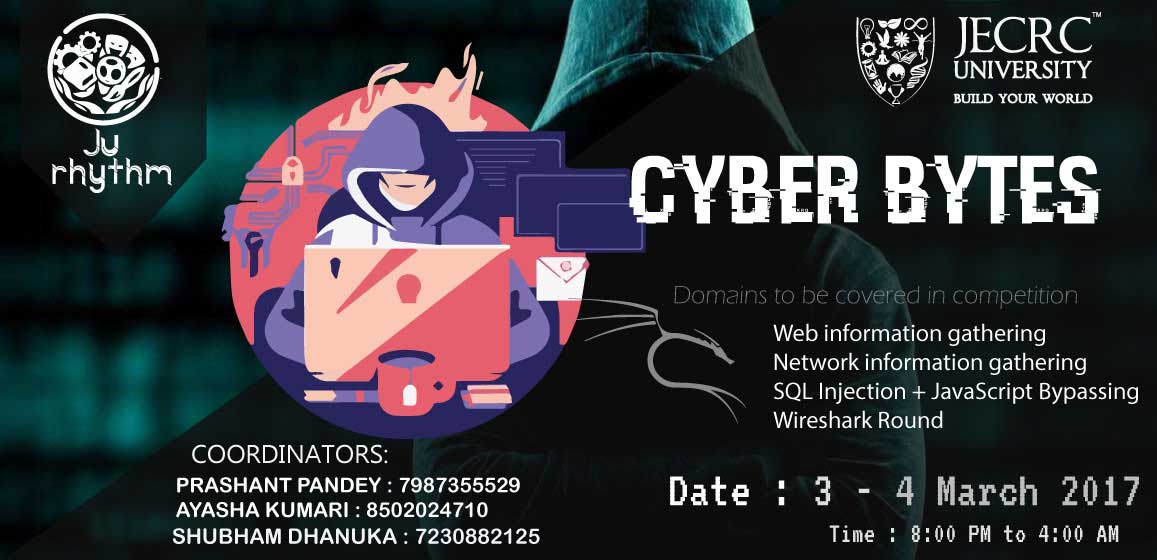 Ju
rhythm
JECRC™
UNIVERSITY
BUILD YOUR WORLD
CYBER BYTES
Domains to be covered in competition
Web information gathering
Network information gathering
SQL Injection + JavaScript Bypassing
Wireshark Round
COORDINATORS:
PRASHANT PANDEY : 7987355529
AYASHA KUMARI : 8502024710
SHUBHAM DHANUKA : 7230882125
Date : 3 - 4 March 2017
Time : 8:00 PM to 4:00 AM